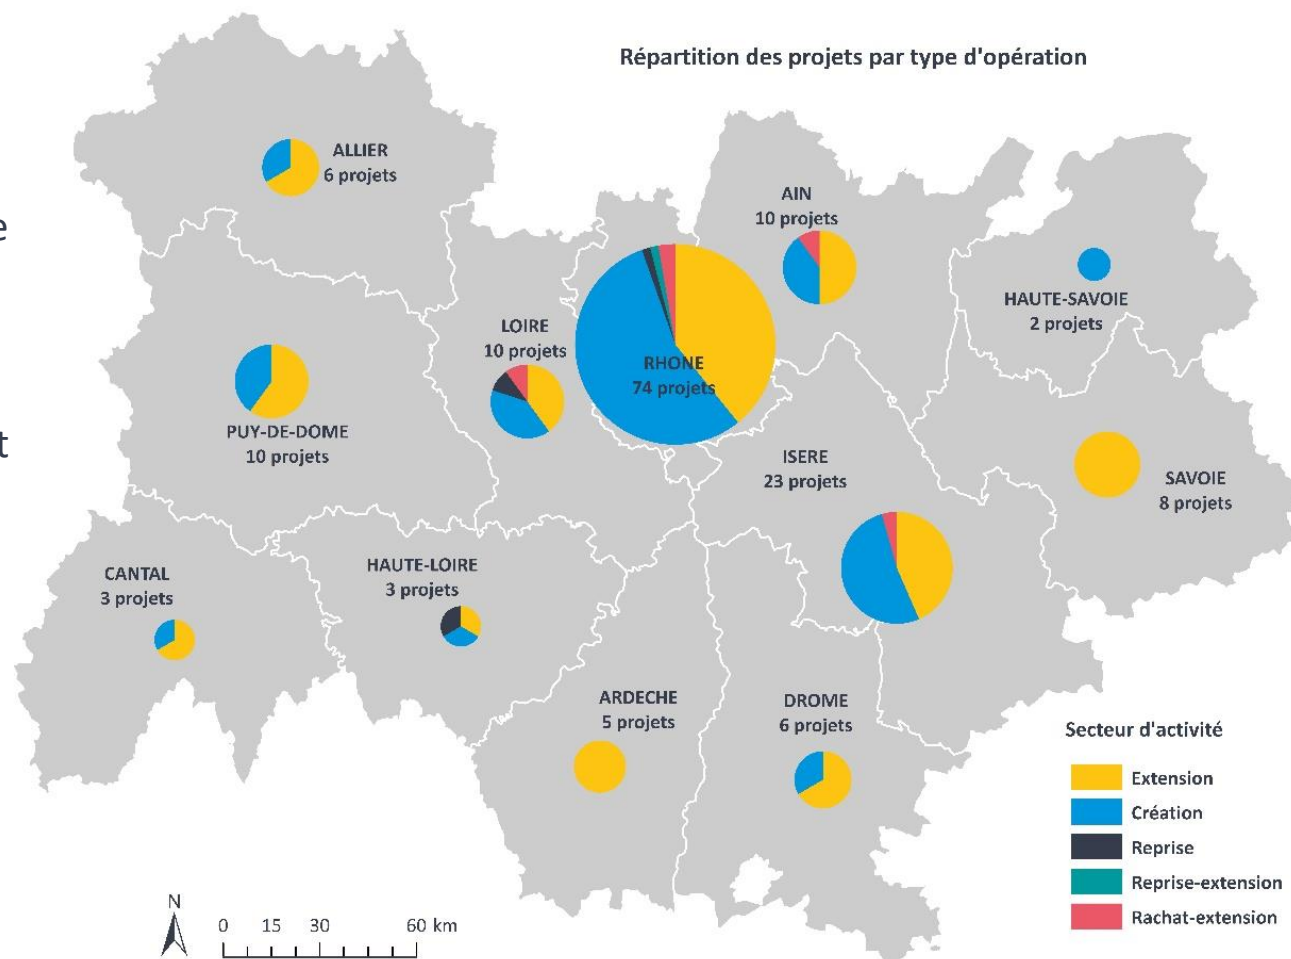 Répartition des projets par type d'opération
ALLIER
6 projets
AIN
10 projets
e
HAUTE-SAVOIE
2 projets
LOIRE
10 projets
RHONE
74 projets
PUY-DE-DOME
10 projets
t
ISERE
23 projets
SAVOIE
8 projets
CANTAL
3 projets
HAUTE-LOIRE
3 projets
ARDECHE
5 projets
DROME
6 projets
Secteur d'activité
Extension
Création
Reprise
Reprise-extension
Rachat-extension
N
0 15 30 60 km